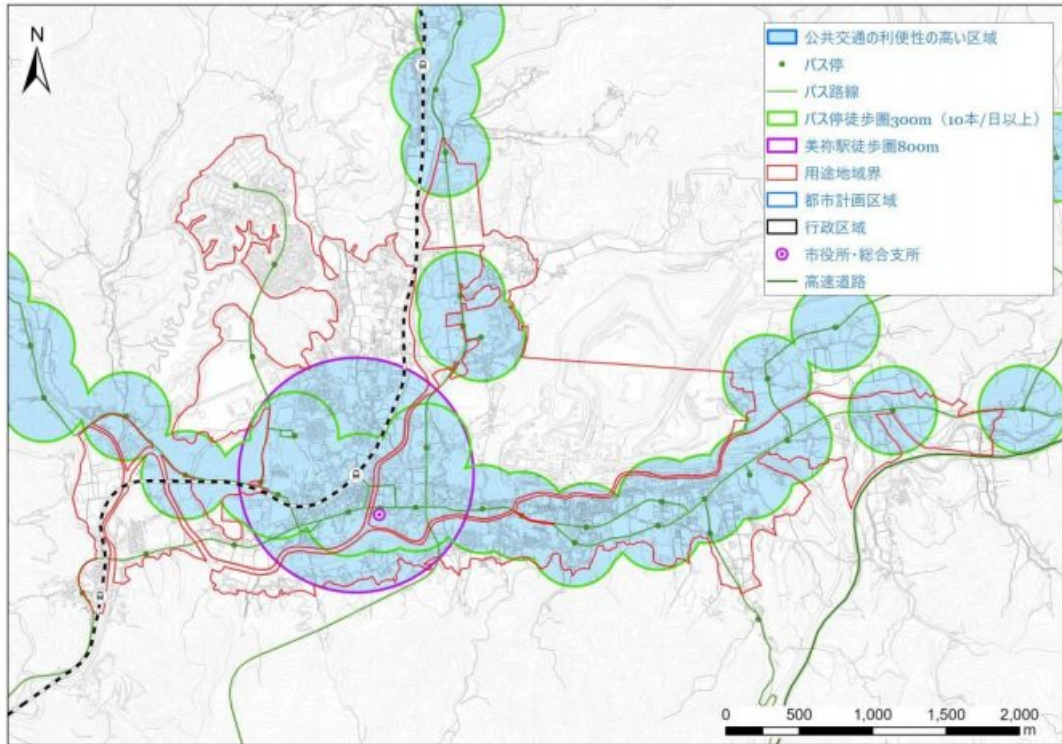 N
公共交通の利便性の高い区域
バス停
バス路線
バス停徒歩圏300m（10本/日以上）
美祢駅徒歩圏800m
用途地域界
都市計画区域
行政区域
市役所・総合支所
高速道路
0 500 1,000 1,500 2,000
m